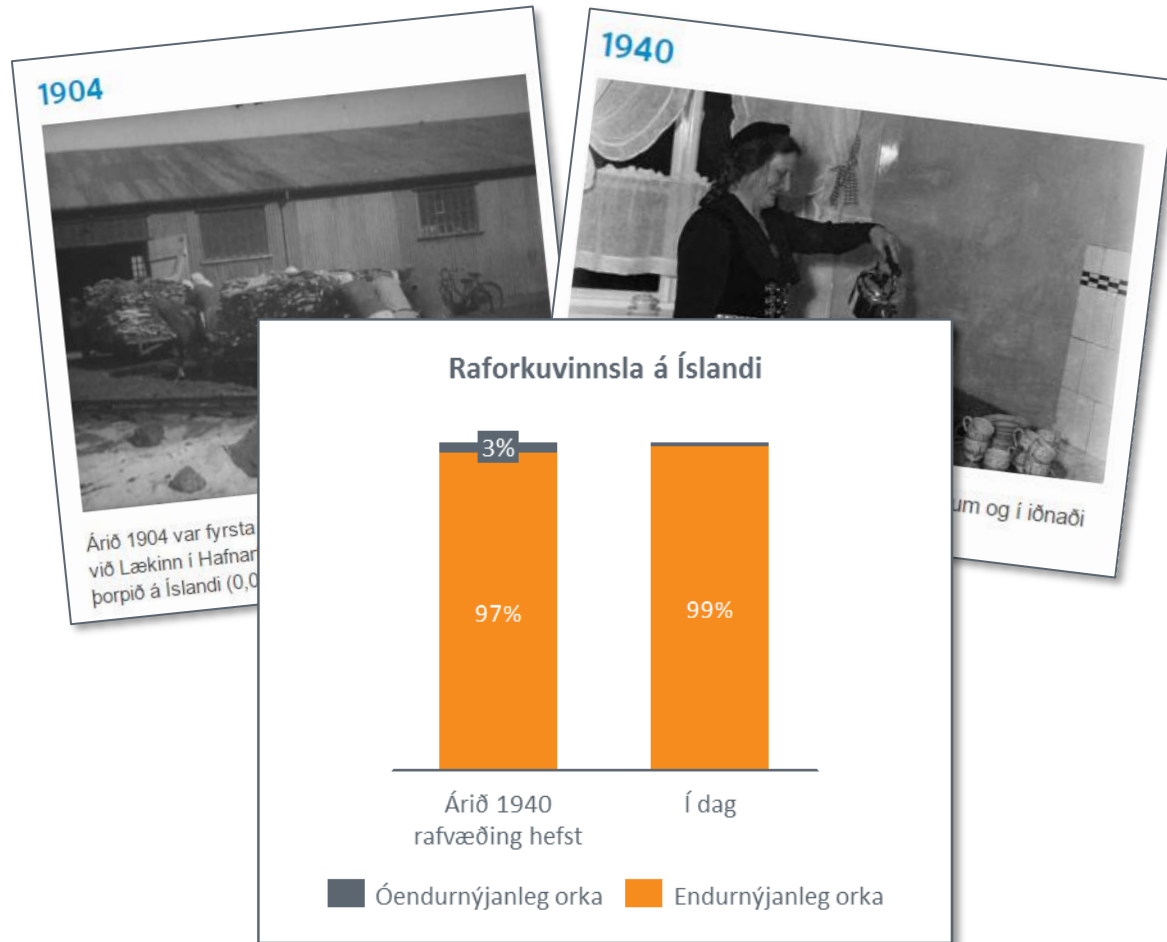 1904
Árið 1904 var fyrsta
við Lækinn í Hafnar
þorpið á Íslandi (0,0
1940
um og í iðnaði
Raforkuvinnsla á Íslandi
3%
97%
99%
Árið 1940
rafvæðing hefst
Í dag
Óendurnýjanleg orka
Endurnýjanleg orka